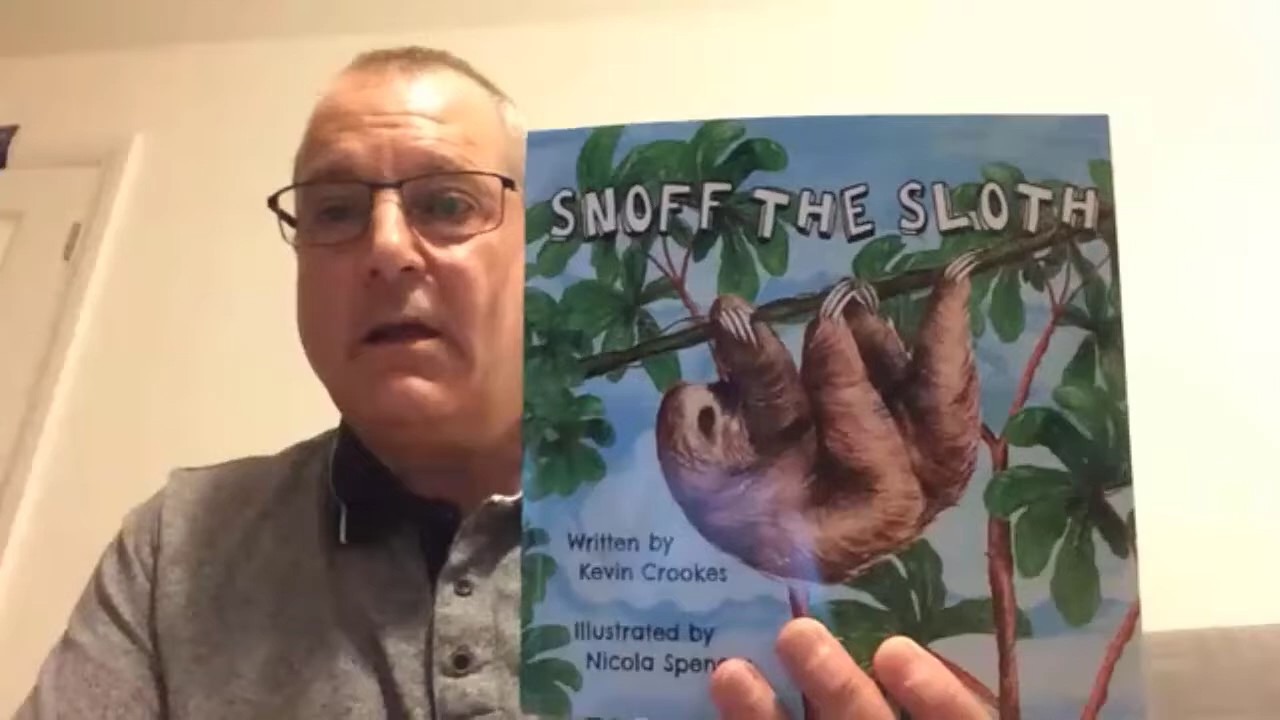 SNOFF THE SLOTH
Written by
Kevin Crookes
Illustrated by
Nicola